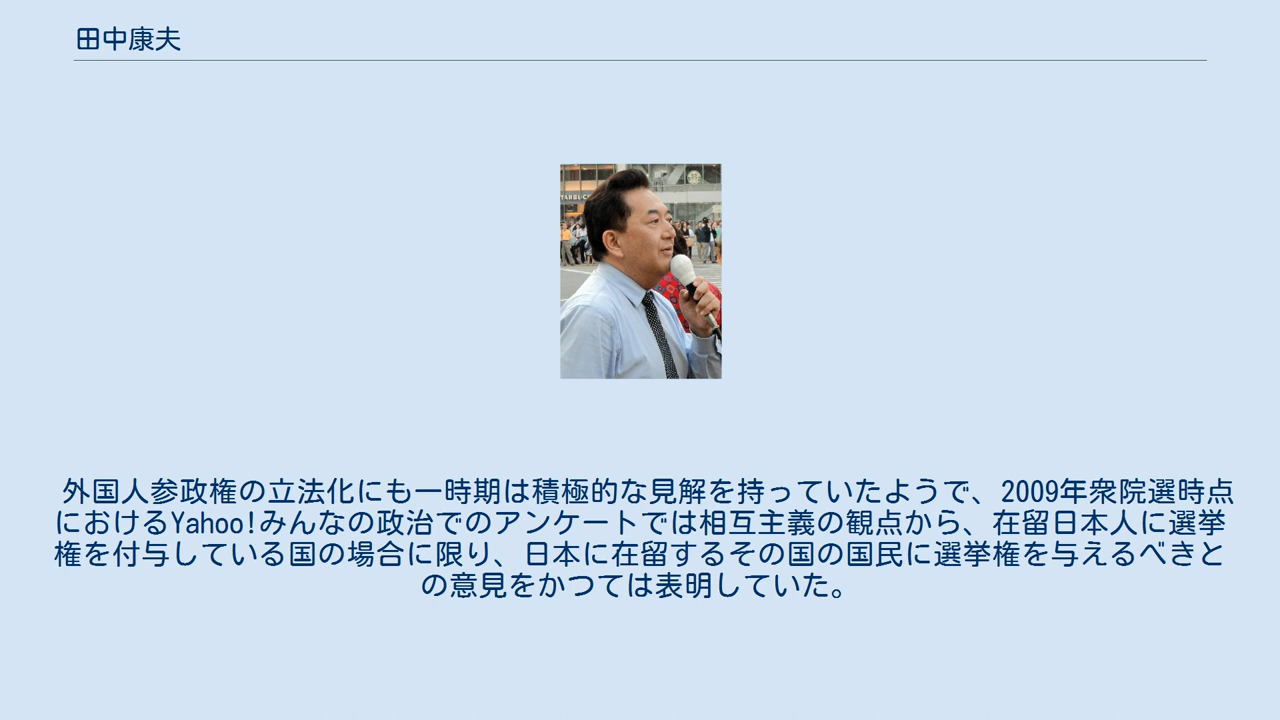 田中康夫
外国人参政権の立法化にも一時期は積極的な見解を持っていたようで、2009年衆院選時点
におけるYahoo!みんなの政治でのアンケートでは相互主義の観点から、在留日本人に選挙
権を付与している国の場合に限り、日本に在留するその国の国民に選挙権を与えるべきと
の意見をかつては表明していた。